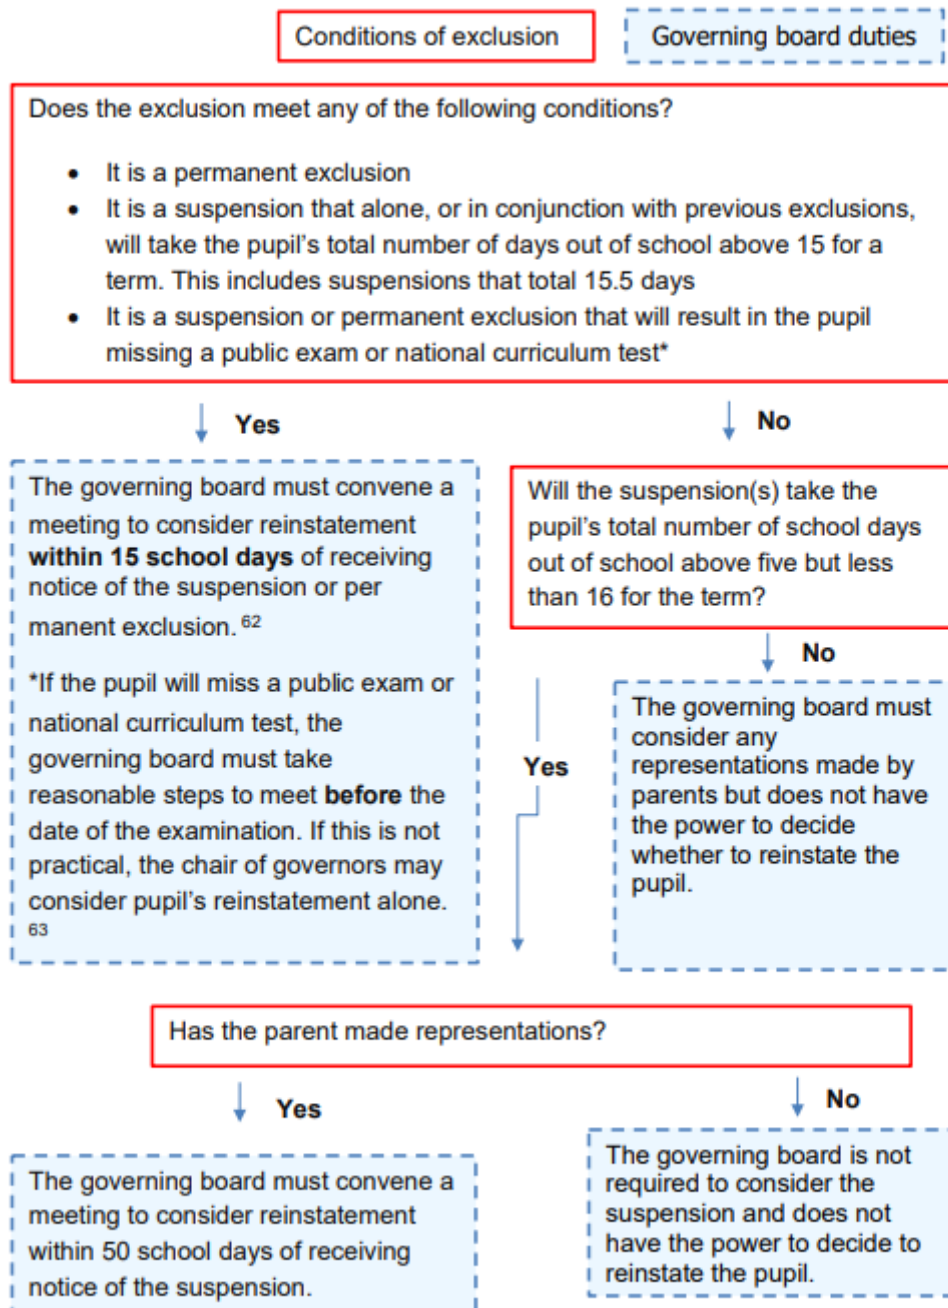 Conditions of exclusion
Governing board duties
Does the exclusion meet any of the following conditions?
• It is a permanent exclusion
• It is a suspension that alone, or in conjunction with previous exclusions,
will take the pupil's total number of days out of school above 15 for a
term. This includes suspensions that total 15.5 days
• It is a suspension or permanent exclusion that will result in the pupil
missing a public exam or national curriculum test*
Yes
No
The governing board must convene a
meeting to consider reinstatement
within 15 school days of receiving
notice of the suspension or per
manent exclusion. 62
*If the pupil will miss a public exam or
national curriculum test, the
governing board must take
reasonable steps to meet before the
date of the examination. If this is not
practical, the chair of governors may
consider pupil's reinstatement alone.
63
Will the suspension(s) take the
pupil's total number of school days
out of school above five but less
than 16 for the term?
No
Yes
The governing board must
consider any
representations made by
parents but does not have
the power to decide
whether to reinstate the
pupil.
Has the parent made representations?
Yes
No
The governing board must convene a
meeting to consider reinstatement
within 50 school days of receiving
notice of the suspension.
The governing board is not
required to consider the
suspension and does not
have the power to decide to
reinstate the pupil.